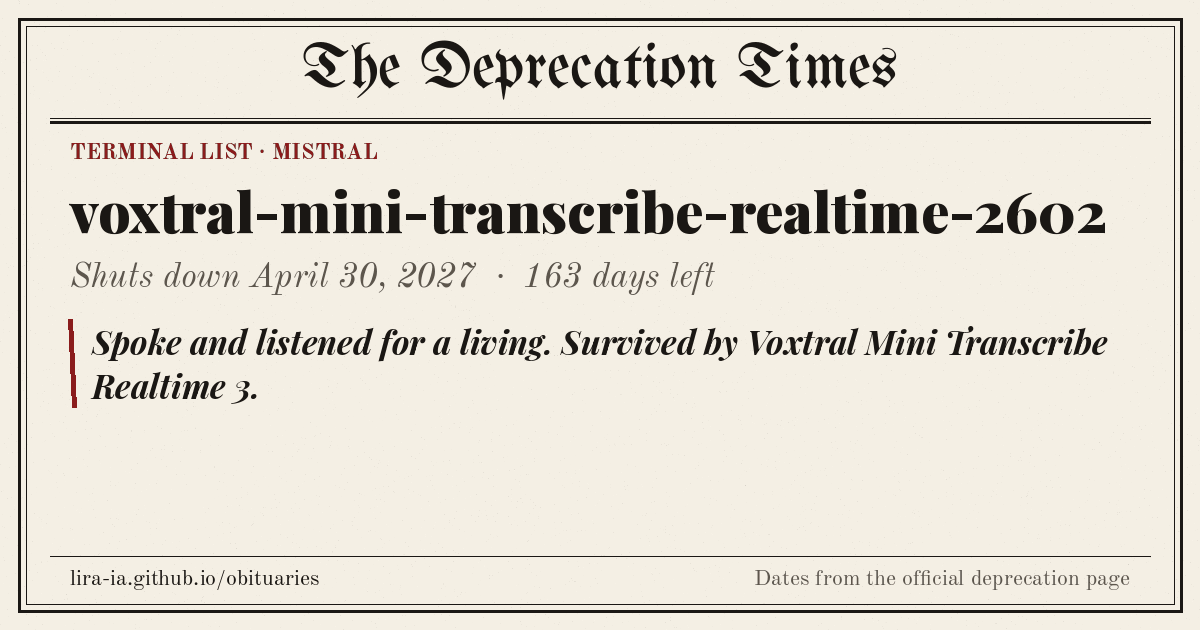 The Deprecation Times
TERMINAL LIST · MISTRAL
voxtral-mini-transcribe-realtime-2602
Shuts down April 30, 2027 · 163 days left
Spoke and listened for a living. Survived by Voxtral Mini Transcribe
Realtime 3.
lira-ia.github.io/obituaries
Dates from the official deprecation page